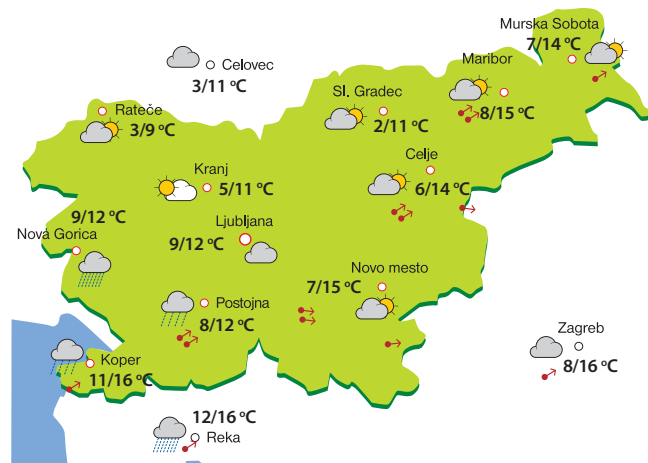 Murska Sobota
7/14 °C
Maribor
8/15 °C
Celovec
3/11 °C
Sl. Gradec
2/11 °C
Rateče
3/9 °C
Celje
6/14 °C
Kranj
5/11 °C
9/12 °C
Nova Gorica
Ljubljana
9/12 °C
Novo mesto
7/15 °C
Postojna
8/12 °C
Zagreb
8/16 °C
Koper
11/16 °C
12/16 °C
Reka